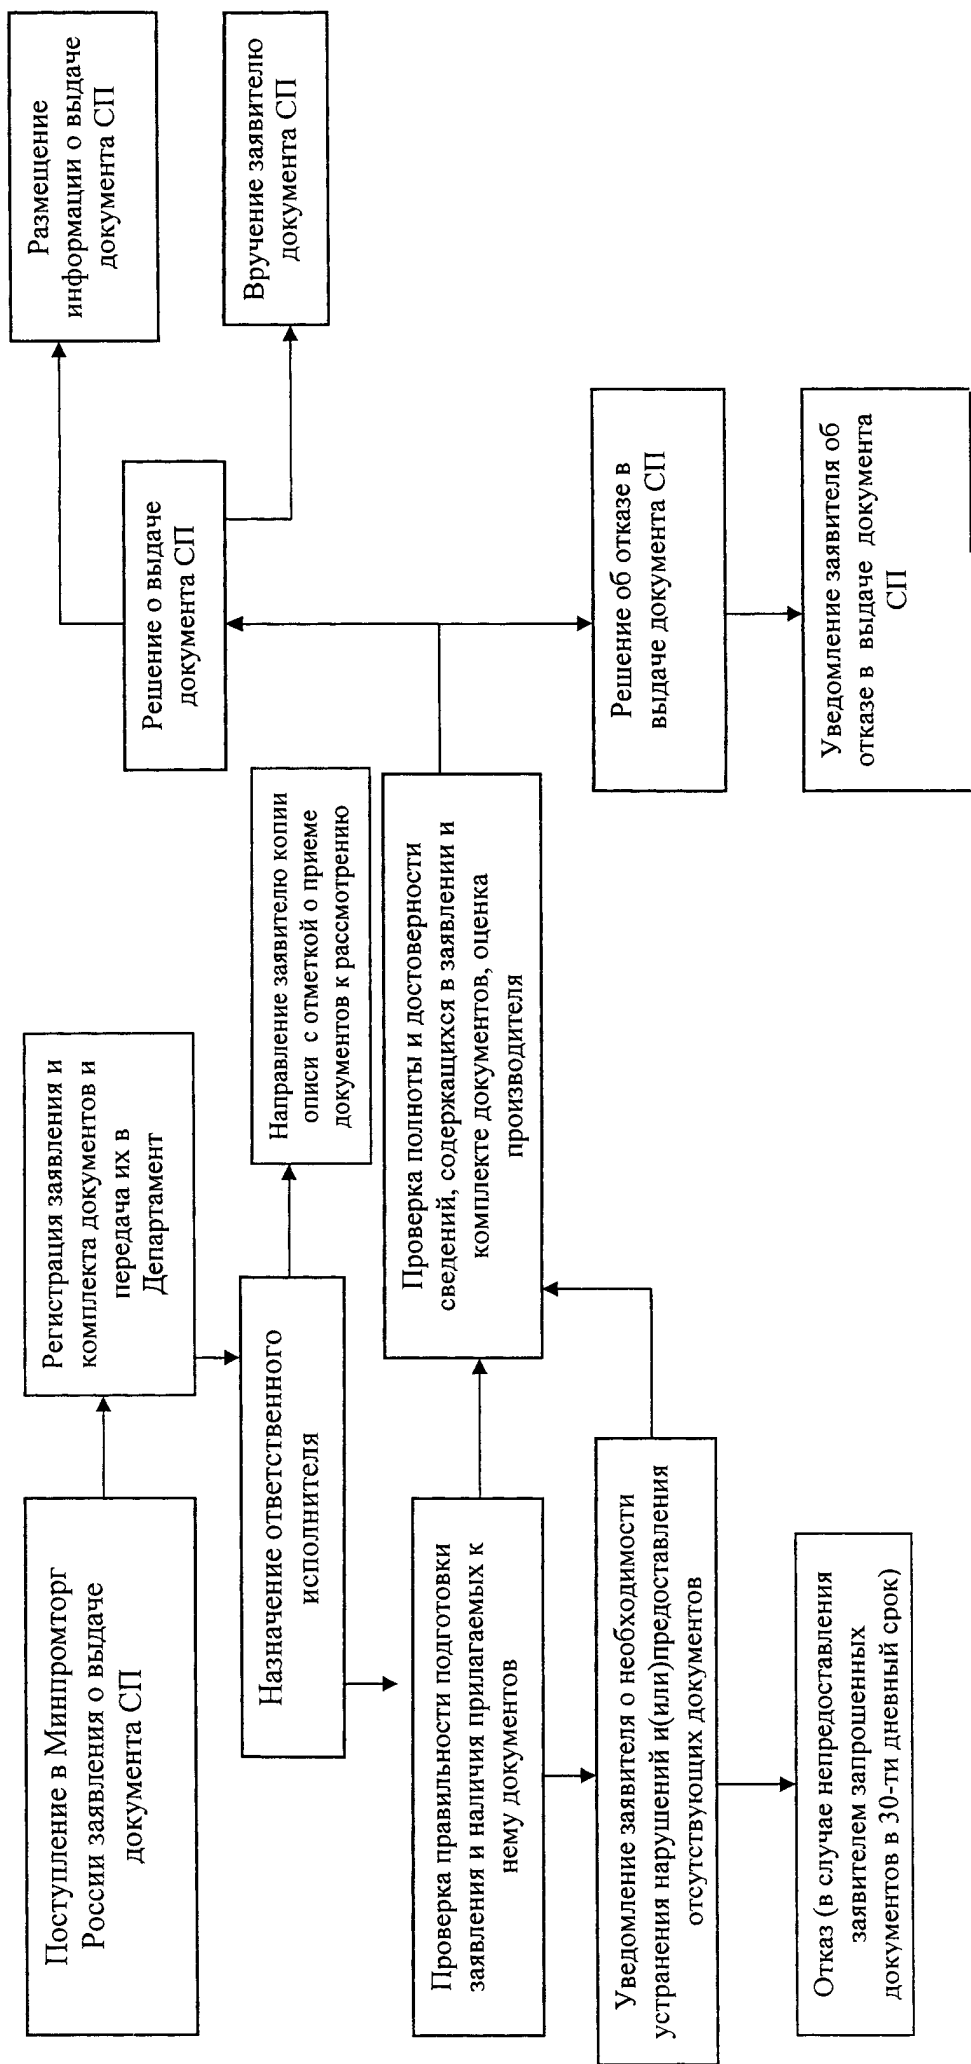 Поступление в Минпромторг
России заявления о выдаче
документа СП
Регистрация заявления и
комплекта документов и
передача их в
Департамент
Назначение ответственного
исполнителя
Направление заявителю копии
описи с отметкой о приеме
документов к рассмотрению
Проверка правильности подготовки
заявления и наличия прилагаемых к
нему документов
Проверка полноты и достоверности
сведений, содержащихся в заявлении и
комплекте документов, оценка
производителя
Уведомление заявителя о необходимости
устранения нарушений и(или)предоставления
отсутствующих документов
Отказ (в случае непредоставления
заявителем запрошенных
документов в 30-ти дневный срок)
Решение о выдаче
документа СП
Размещение
информации о выдаче
документа СП
Вручение заявителю
документа СП
Решение об отказе в
выдаче документа СП
Уведомление заявителя об
отказе в выдаче документа
СП